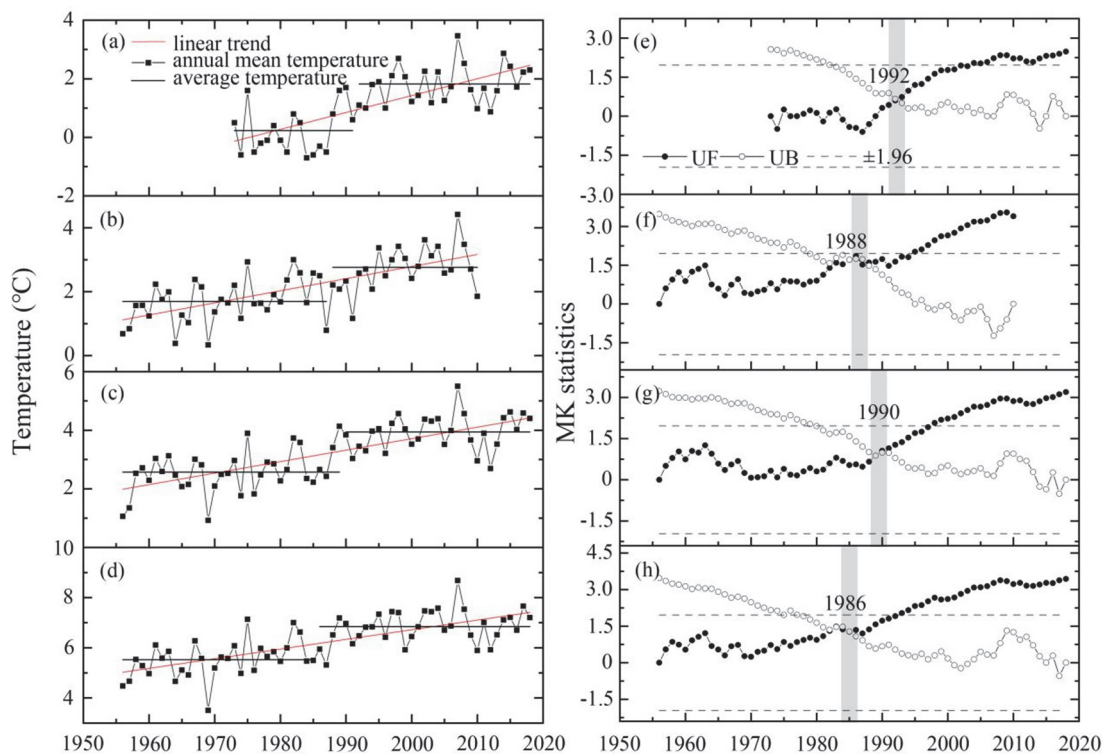 (a)
linear trend
annual mean temperature
average temperature
4
2
0
-2
(b)
4
2
0
6
(c)
4
2
10
(d)
8
6
4
1950 1960 1970 1980 1990 2000 2010 2020
Temperature (°C)
(e)
3.0
1.5
0
-1.5
-3.0
1992
UF UB ±1.96
(f)
3.0
1.5
0
-1.5
1988
(g)
3.0
1.5
0
-1.5
1990
4.5
(h)
3.0
1.5
0
-1.5
1986
1950 1960 1970 1980 1990 2000 2010 2020
MK statistics